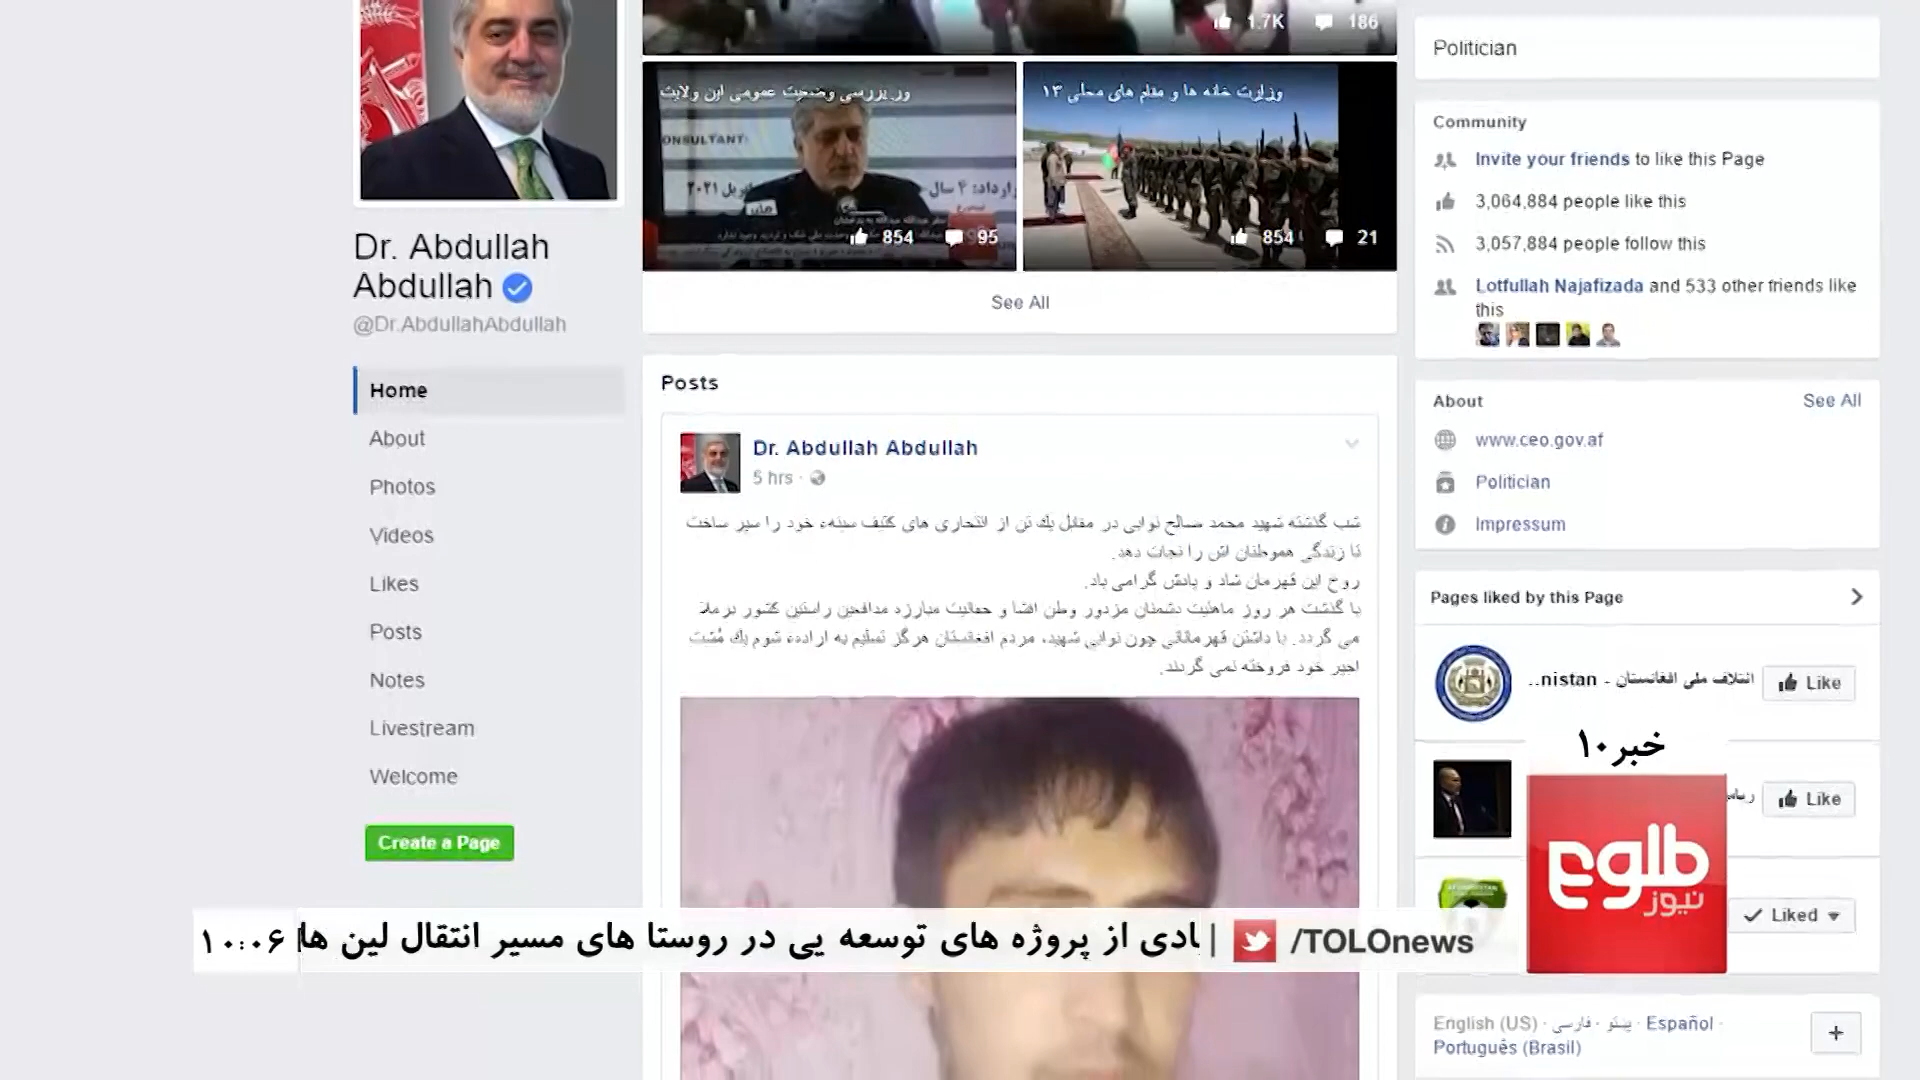 1.7K 186
ور بررسی وضعیت عمومی این ولایت
ONSULTANT
854 95
وزارت خانه ها و مقام های محلی ۱۳
854 21
See All
Dr. Abdullah
Abdullah
@Dr.AbdullahAbdullah
Home
About
Photos
Videos
Likes
Posts
Notes
Livestream
Welcome
Create a Page
Posts
Dr. Abdullah Abdullah
5 hrs
شب گذشته شهید محمد صالح نوابی در مقابل یك تن از انتحاری های کثیف سینهء خود را سپر ساخت
تا زندگی هموطنان اش را نجات دهد.
روح این قهرمان شاد و یادش گرامی باد.
با گذشت هر روز ماهیت دشمنان مزدور وطن افشا و حقانیت مبارزه مدافعین راستین کشور برملا
می گردد. با داشتن قهرمانانی چون نوابی شهید، مردم افغانستان هرگز تسلیم به ارادهء شوم یك مُشت
اجیر خود فروخته نمی گردند.
Politician
Community
Invite your friends to like this Page
3,064,884 people like this
3,057,884 people follow this
Lotfullah Najafizada and 533 other friends like
this
About See All
www.ceo.gov.af
Politician
Impressum
Pages liked by this Page
ائتلاف ملی افغانستان - nistan..
Like
Like
Liked
خبر۱۰
طلوع
نیوز
۱۰:۰۶
ادی از پروژه های توسعه یی در روستا های مسیر انتقال لین ها
/TOLOnews
English (US) · پښتو · فارسی · Español ·
Português (Brasil)